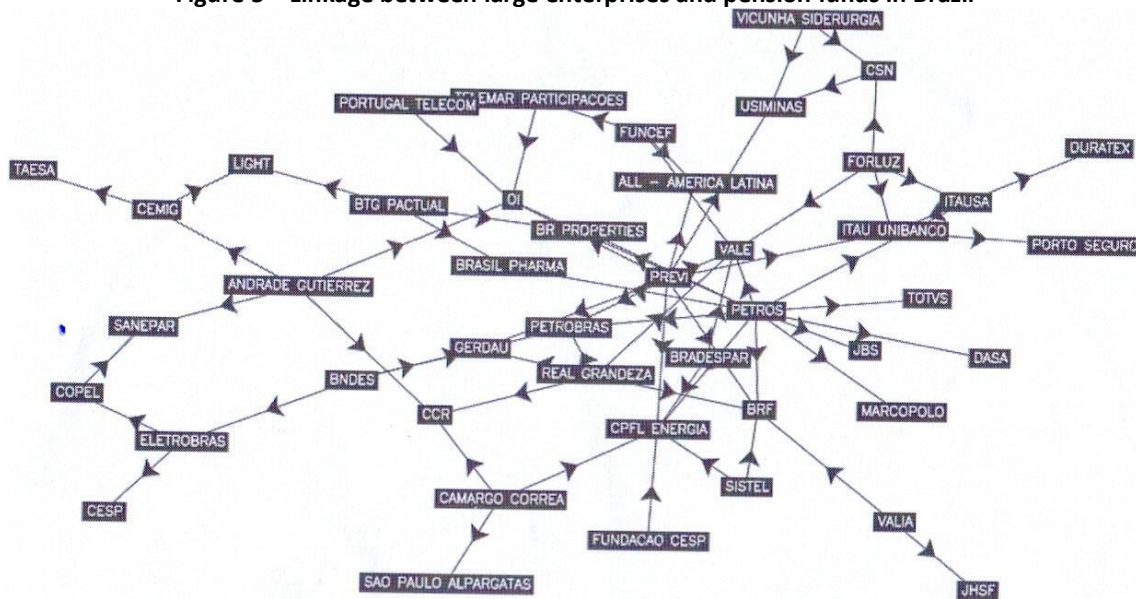 Figure 3 – Linkage between large enterprises and pension funds in Brazil
VICUNHA SIDERURGIA
CSN
PORTUGAL TELECOM
TELEMAR PARTICIPACOES
USIMINAS
FUNCEF
DURATEX
TAESA
LIGHT
FORLUZ
ALL - AMERICA LATINA
CEMIG
BTG PACTUAL
OI
ITAUSA
BR PROPERTIES
ITAU UNIBANCO
VALE
PORTO SEGURO
BRASIL PHARMA
PREVI
ANDRADE GUTIERREZ
PETROS
TOTVS
SANEPAR
PETROBRAS
GERDAU
BRADESPAR
JBS
DASA
REAL GRANDEZA
BNDES
COPEL
CCR
BRF
MARCOPOLO
ELETROBRAS
CPFL ENERGIA
SISTEL
CAMARGO CORREA
CESP
VALIA
FUNDACAO CESP
SAO PAULO ALPARGATAS
JHSF